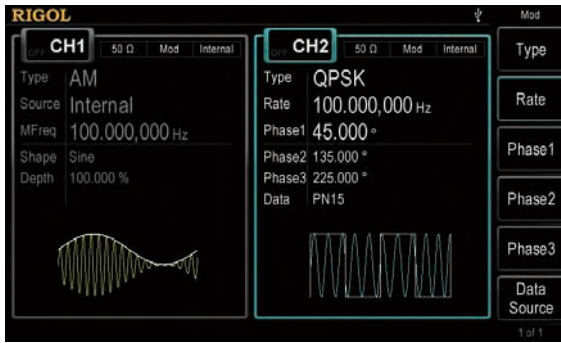 RIGOL
Mod
OFF CH1 50 Ω Mod Internal
Type AM
Source Internal
MFreq 100.000,000 Hz
Shape Sine
Depth 100.000 %
OFF CH2 50 Ω Mod Internal
Type QPSK
Rate 100.000,000 Hz
Phase1 45.000 °
Phase2 135.000 °
Phase3 225.000 °
Data PN15
Type
Rate
Phase1
Phase2
Phase3
Data
Source
1 of 1